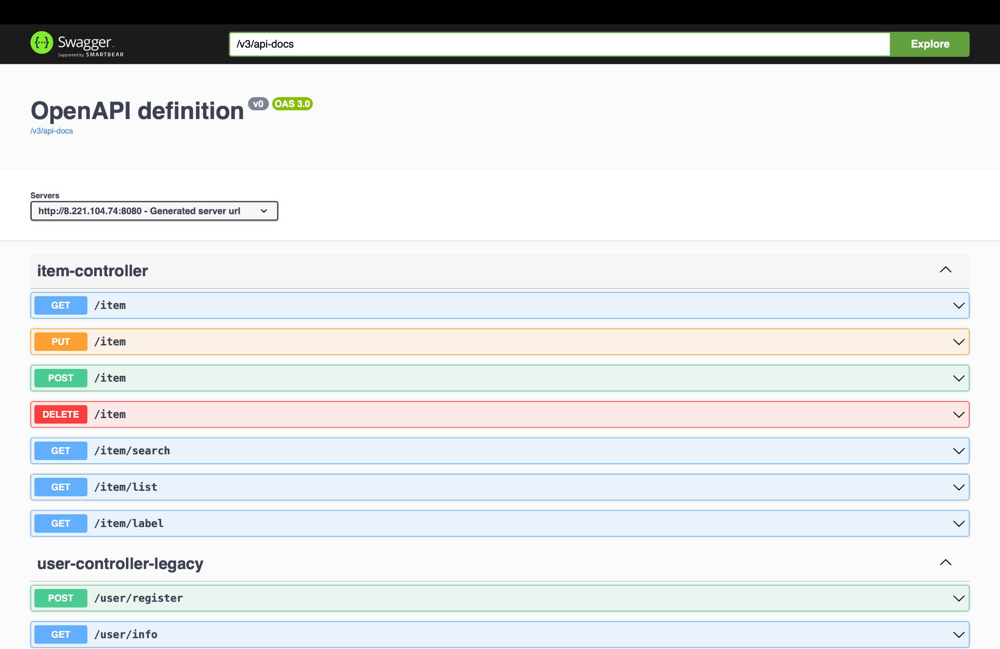 {···} Swagger™
Supported by SMARTBEAR
/v3/api-docs
Explore
OpenAPI definition v0 OAS 3.0
/v3/api-docs
Servers
http://8.221.104.74:8080 - Generated server url
item-controller
GET /item
PUT /item
POST /item
DELETE /item
GET /item/search
GET /item/list
GET /item/label
user-controller-legacy
POST /user/register
GET /user/info